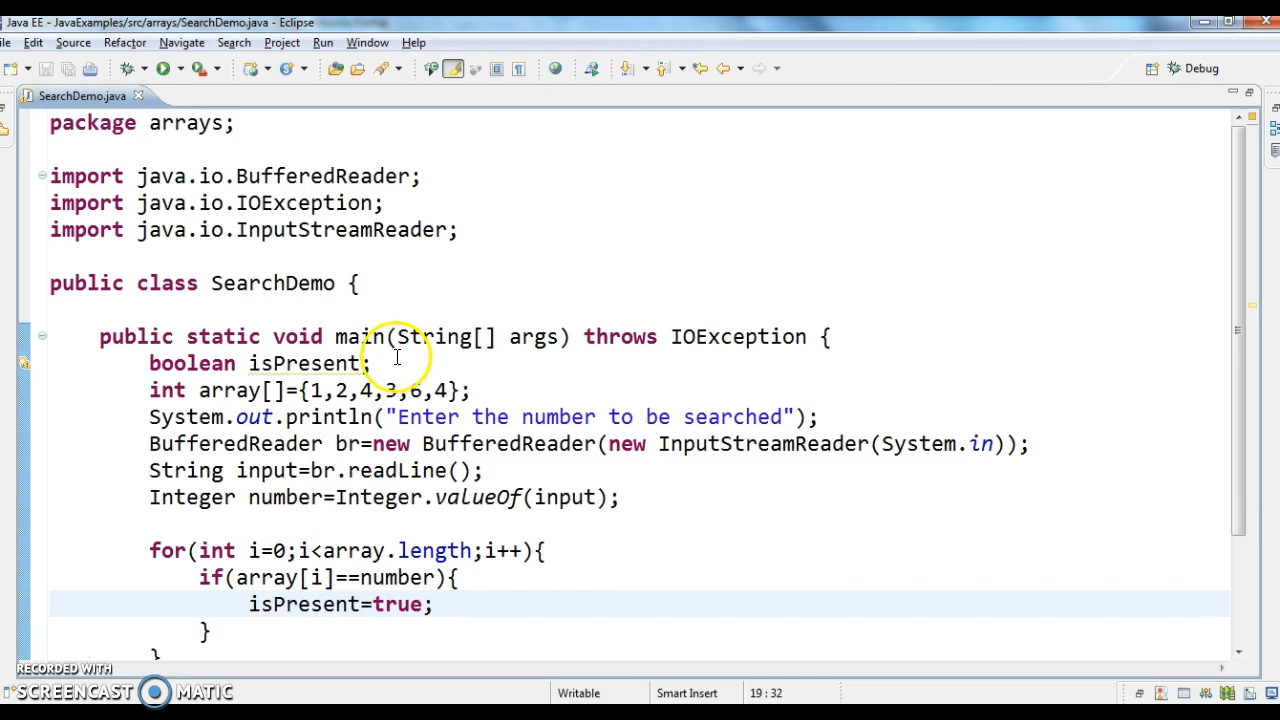 Java EE - JavaExamples/src/arrays/SearchDemo.java - Eclipse
ile Edit Source Refactor Navigate Search Project Run Window Help
Debug
SearchDemo.java
package arrays;
import java.io.BufferedReader;
import java.io.IOException;
import java.io.InputStreamReader;
public class SearchDemo {
public static void main(String[] args) throws IOException {
boolean isPresent;
int array[]={1,2,4,3,6,4};
System.out.println("Enter the number to be searched");
BufferedReader br=new BufferedReader(new InputStreamReader(System.in));
String input=br.readLine();
Integer number=Integer.valueOf(input);
for(int i=0;i<array.length;i++){
if(array[i]==number){
isPresent=true;
}
}
RECORDED WITH
SCREENCAST MATIC
Writable Smart Insert 19 : 32